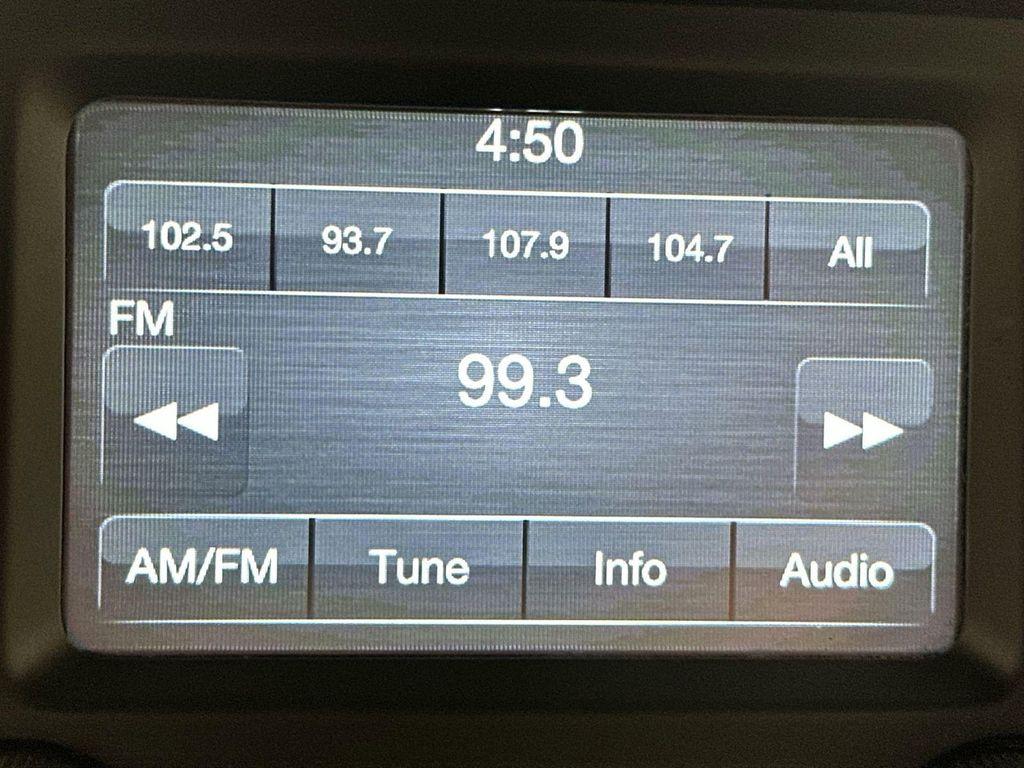 4:50
102.5 93.7 107.9 104.7 All
FM
99.3
AM/FM Tune Info Audio